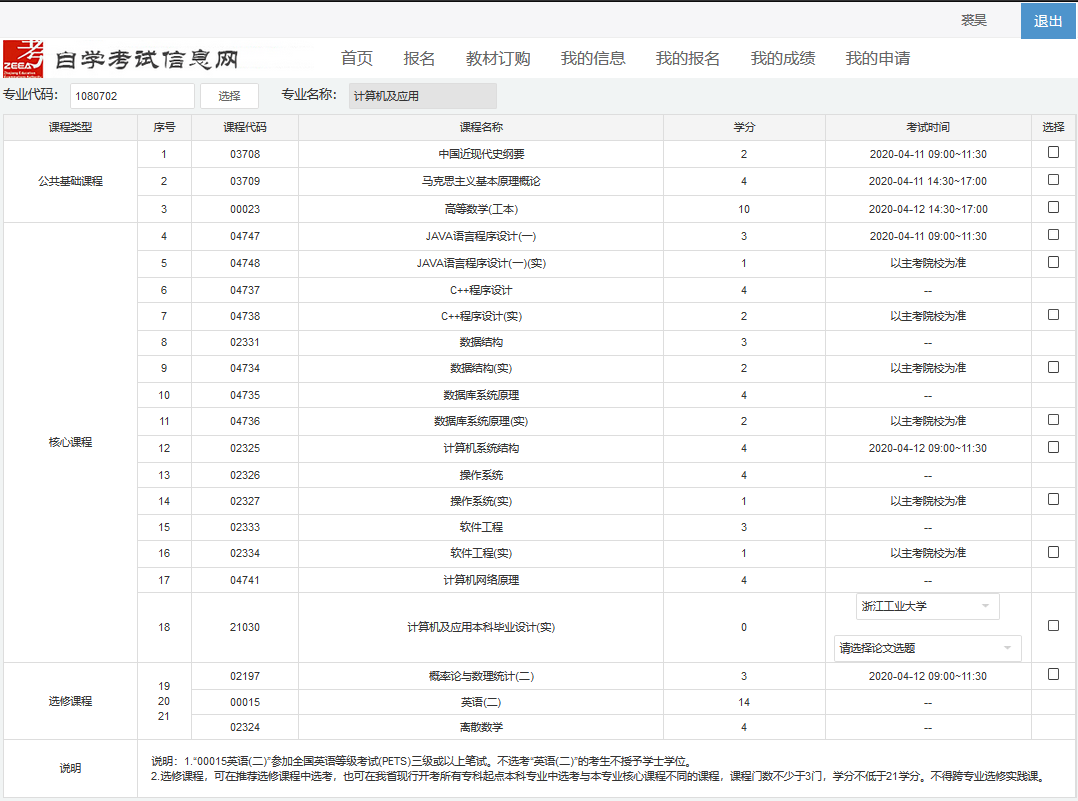 裘昊 退出
考 ZEEA 自学考试信息网 首页 报名 教材订购 我的信息 我的报名 我的成绩 我的申请
专业代码: 1080702 选择 专业名称: 计算机及应用
课程类型 序号 课程代码 课程名称 学分 考试时间 选择
公共基础课程
1 03708 中国近现代史纲要 2 2020-04-11 09:00~11:30
2 03709 马克思主义基本原理概论 4 2020-04-11 14:30~17:00
3 00023 高等数学(工本) 10 2020-04-12 14:30~17:00
核心课程
4 04747 JAVA语言程序设计(一) 3 2020-04-11 09:00~11:30
5 04748 JAVA语言程序设计(一)(实) 1 以主考院校为准
6 04737 C++程序设计 4 --
7 04738 C++程序设计(实) 2 以主考院校为准
8 02331 数据结构 3 --
9 04734 数据结构(实) 2 以主考院校为准
10 04735 数据库系统原理 4 --
11 04736 数据库系统原理(实) 2 以主考院校为准
12 02325 计算机系统结构 4 2020-04-12 09:00~11:30
13 02326 操作系统 4 --
14 02327 操作系统(实) 1 以主考院校为准
15 02333 软件工程 3 --
16 02334 软件工程(实) 1 以主考院校为准
17 04741 计算机网络原理 4 --
18 21030 计算机及应用本科毕业设计(实) 0 浙江工业大学
请选择论文选题
选修课程
19 02197 概率论与数理统计(二) 3 2020-04-12 09:00~11:30
20 00015 英语(二) 14 --
21 02324 离散数学 4 --
说明
说明：1.“00015英语(二)”参加全国英语等级考试(PETS)三级或以上笔试。不选考“英语(二)”的考生不授予学士学位。
2.选修课程，可在推荐选修课程中选考，也可在我首现行开考所有专科起点本科专业中选考与本专业核心课程不同的课程，课程门数不少于3门，学分不低于21学分。不得跨专业选修实践课。